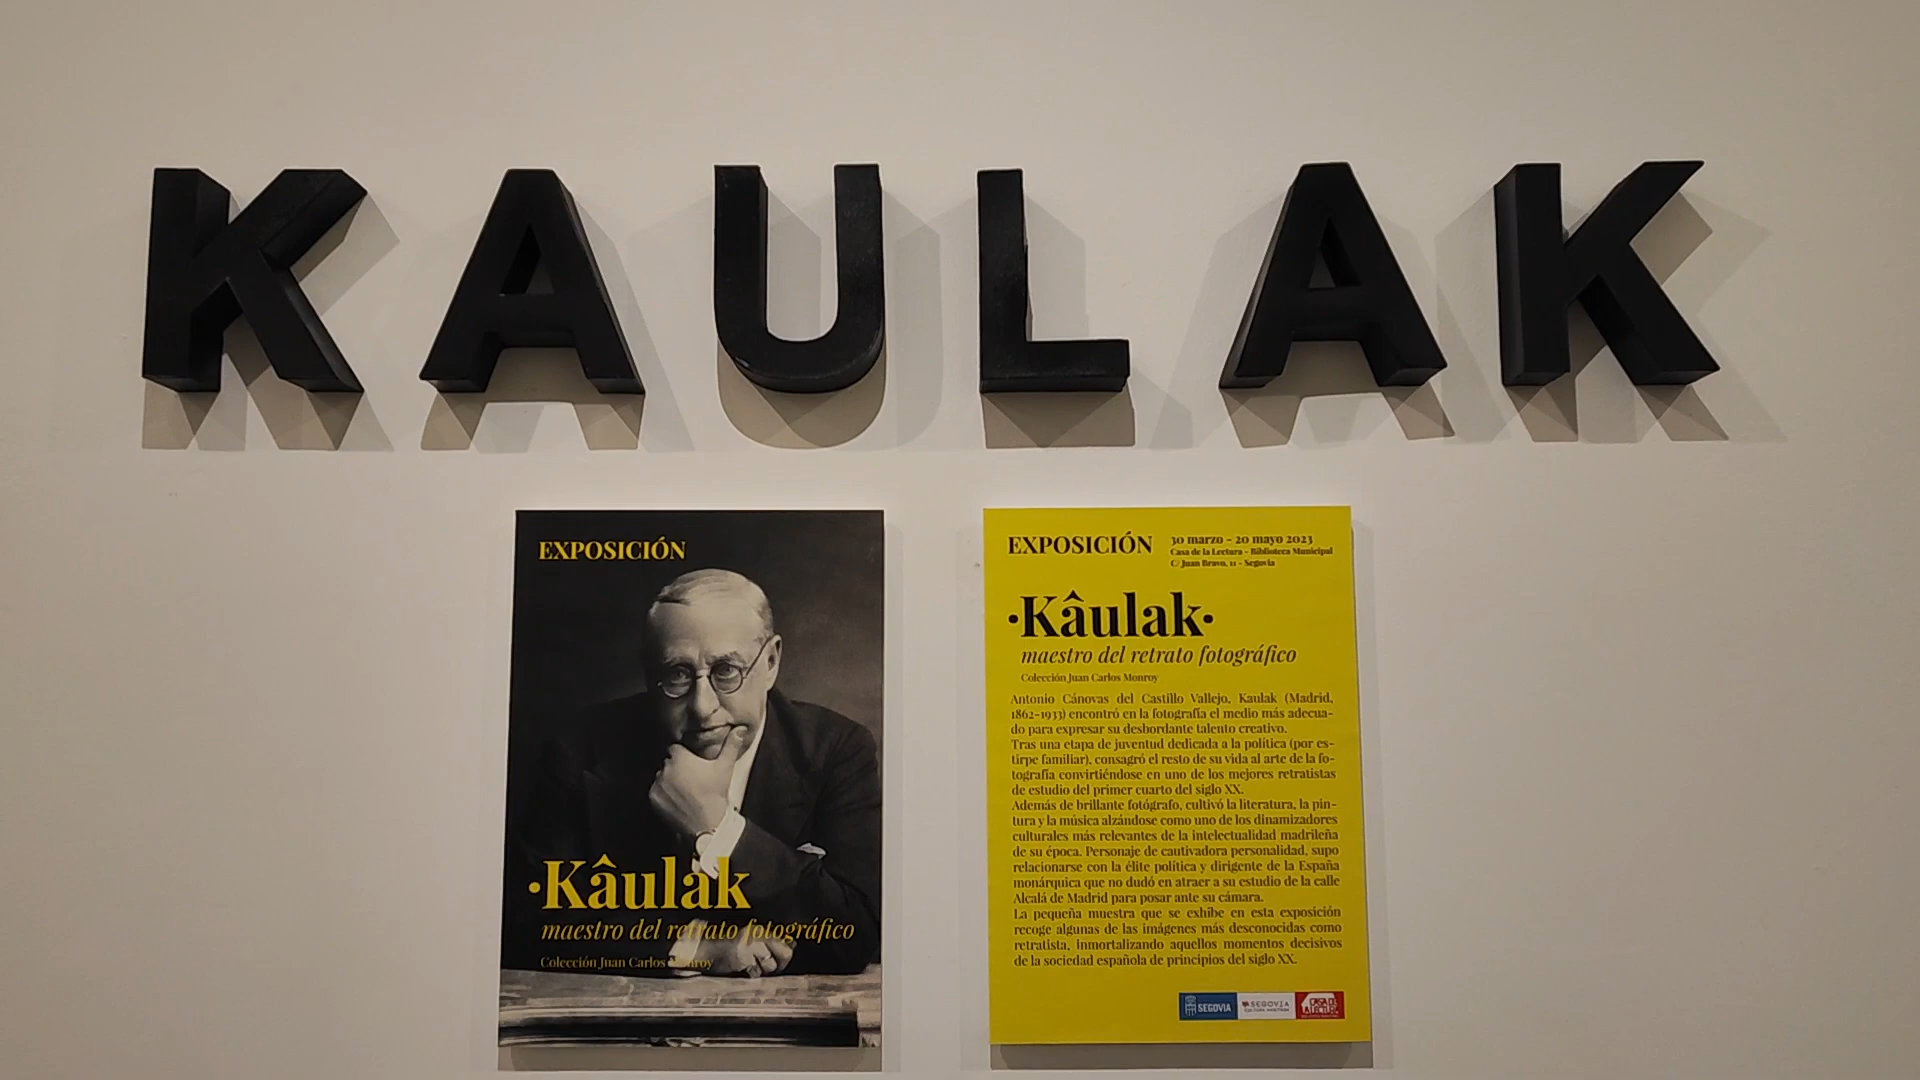 KAULAK
EXPOSICIÓN
·Kâulak
maestro del retrato fotográfico
Colección Juan Carlos Monroy
EXPOSICIÓN
30 marzo - 20 mayo 2023
Casa de la Lectura - Biblioteca Municipal
C/ Juan Bravo, 11 - Segovia
·Kâulak·
maestro del retrato fotográfico
Colección Juan Carlos Monroy
Antonio Cánovas del Castillo Vallejo, Kaulak (Madrid,
1862-1933) encontró en la fotografía el medio más adecua-
do para expresar su desbordante talento creativo.
Tras una etapa de juventud dedicada a la política (por es-
tirpe familiar), consagró el resto de su vida al arte de la fo-
tografía convirtiéndose en uno de los mejores retratistas
de estudio del primer cuarto del siglo XX.
Además de brillante fotógrafo, cultivó la literatura, la pin-
tura y la música alzándose como uno de los dinamizadores
culturales más relevantes de la intelectualidad madrileña
de su época. Personaje de cautivadora personalidad, supo
relacionarse con la élite política y dirigente de la España
monárquica que no dudó en atraer a su estudio de la calle
Alcalá de Madrid para posar ante su cámara.
La pequeña muestra que se exhibe en esta exposición
recoge algunas de las imágenes más desconocidas como
retratista, inmortalizando aquellos momentos decisivos
de la sociedad española de principios del siglo XX.
SEGOVIA
SEGOVIA
CASA DE
LA LECTURA